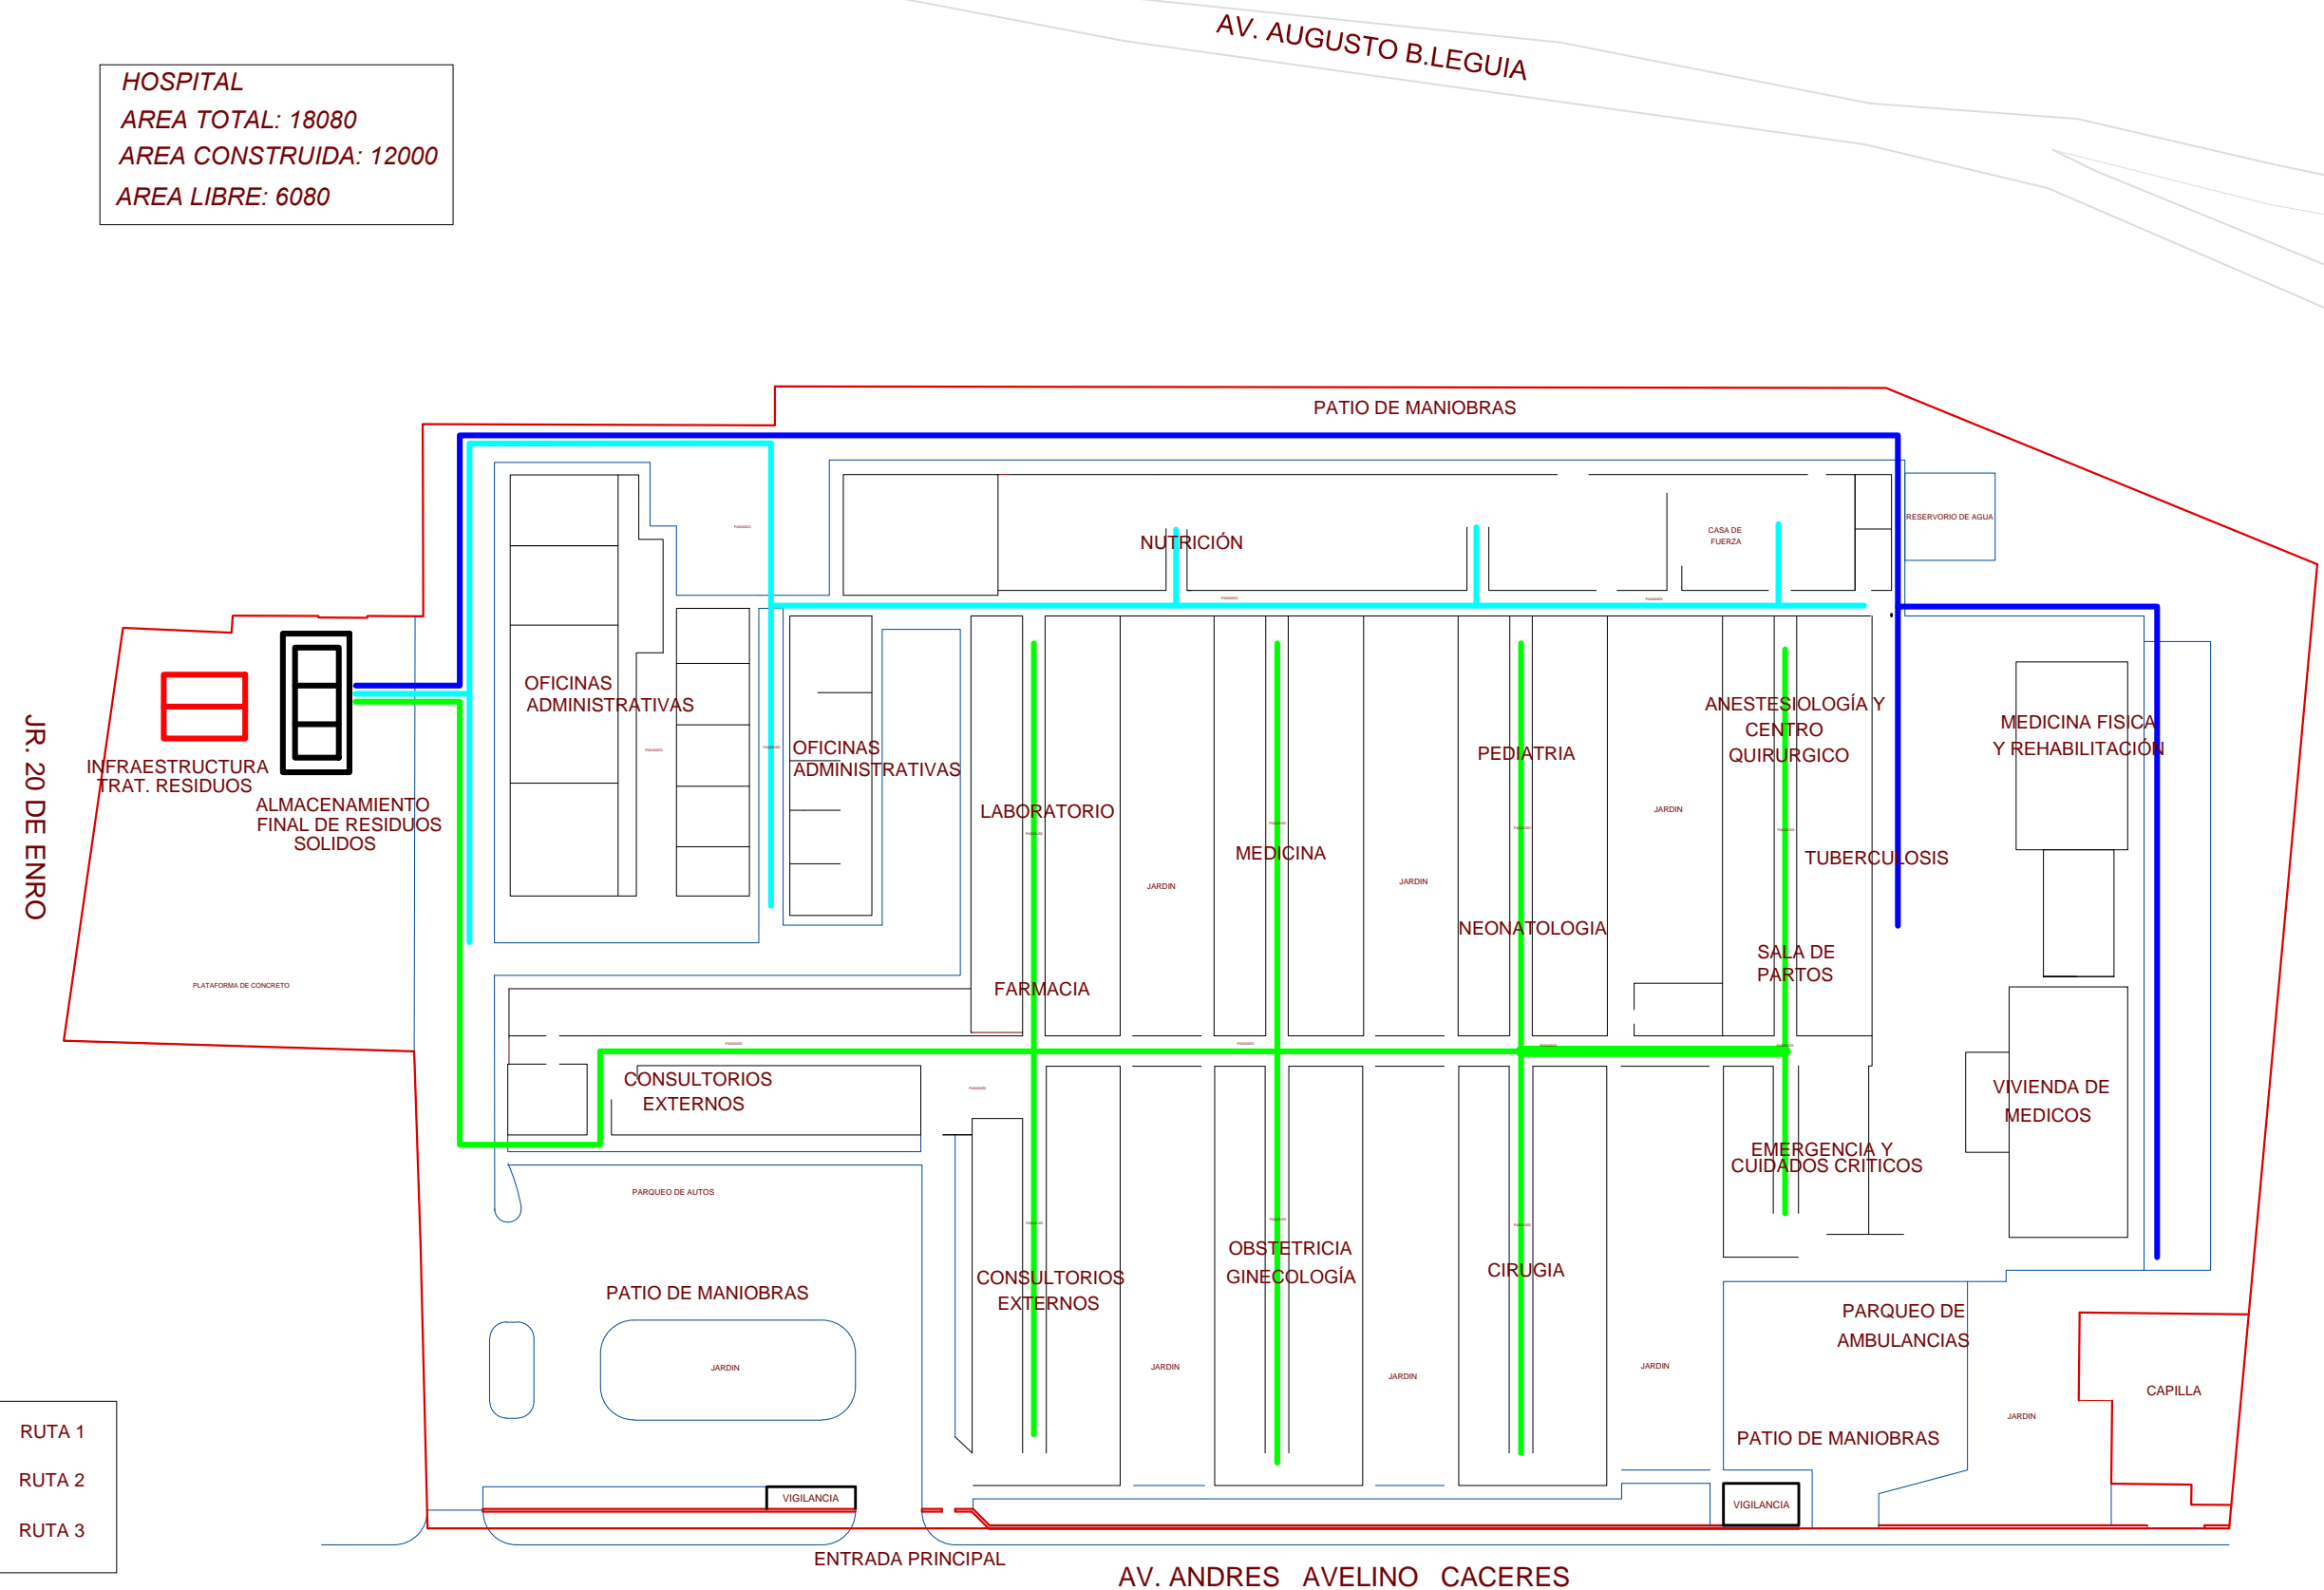 AV. AUGUSTO B.LEGUIA
HOSPITAL
AREA TOTAL: 18080
AREA CONSTRUIDA: 12000
AREA LIBRE: 6080
PATIO DE MANIOBRAS
RESERVORIO DE AGUA
CASA DE
FUERZA
NUTRICIÓN
OFICINAS
ADMINISTRATIVAS
OFICINAS
ADMINISTRATIVAS
ANESTESIOLOGÍA Y
CENTRO
QUIRURGICO
MEDICINA FISICA
Y REHABILITACIÓN
PEDIATRIA
INFRAESTRUCTURA
TRAT. RESIDUOS
ALMACENAMIENTO
FINAL DE RESIDUOS
SOLIDOS
JR. 20 DE ENRO
LABORATORIO
JARDIN
MEDICINA
TUBERCULOSIS
JARDIN
JARDIN
NEONATOLOGIA
SALA DE
PARTOS
PLATAFORMA DE CONCRETO
FARMACIA
CONSULTORIOS
EXTERNOS
VIVIENDA DE
MEDICOS
EMERGENCIA Y
CUIDADOS CRITICOS
PARQUEO DE AUTOS
OBSTETRICIA
GINECOLOGÍA
CIRUGIA
CONSULTORIOS
EXTERNOS
PATIO DE MANIOBRAS
PARQUEO DE
AMBULANCIAS
JARDIN
JARDIN
JARDIN
JARDIN
CAPILLA
JARDIN
PATIO DE MANIOBRAS
RUTA 1
RUTA 2
RUTA 3
VIGILANCIA
VIGILANCIA
ENTRADA PRINCIPAL
AV. ANDRES AVELINO CACERES